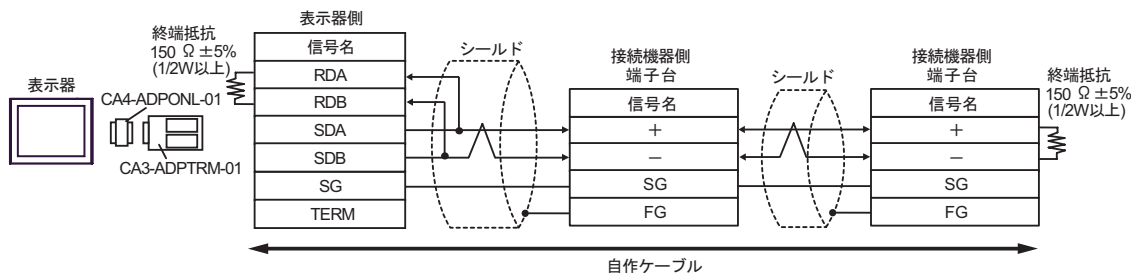 表示器
CA4-ADPONL-01
CA3-ADPTRM-01
終端抵抗
150 Ω ±5%
(1/2W以上)
表示器側
信号名
RDA
RDB
SDA
SDB
SG
TERM
シールド
接続機器側
端子台
信号名
+
-
SG
FG
シールド
接続機器側
端子台
信号名
+
-
SG
FG
終端抵抗
150 Ω ±5%
(1/2W以上)
自作ケーブル